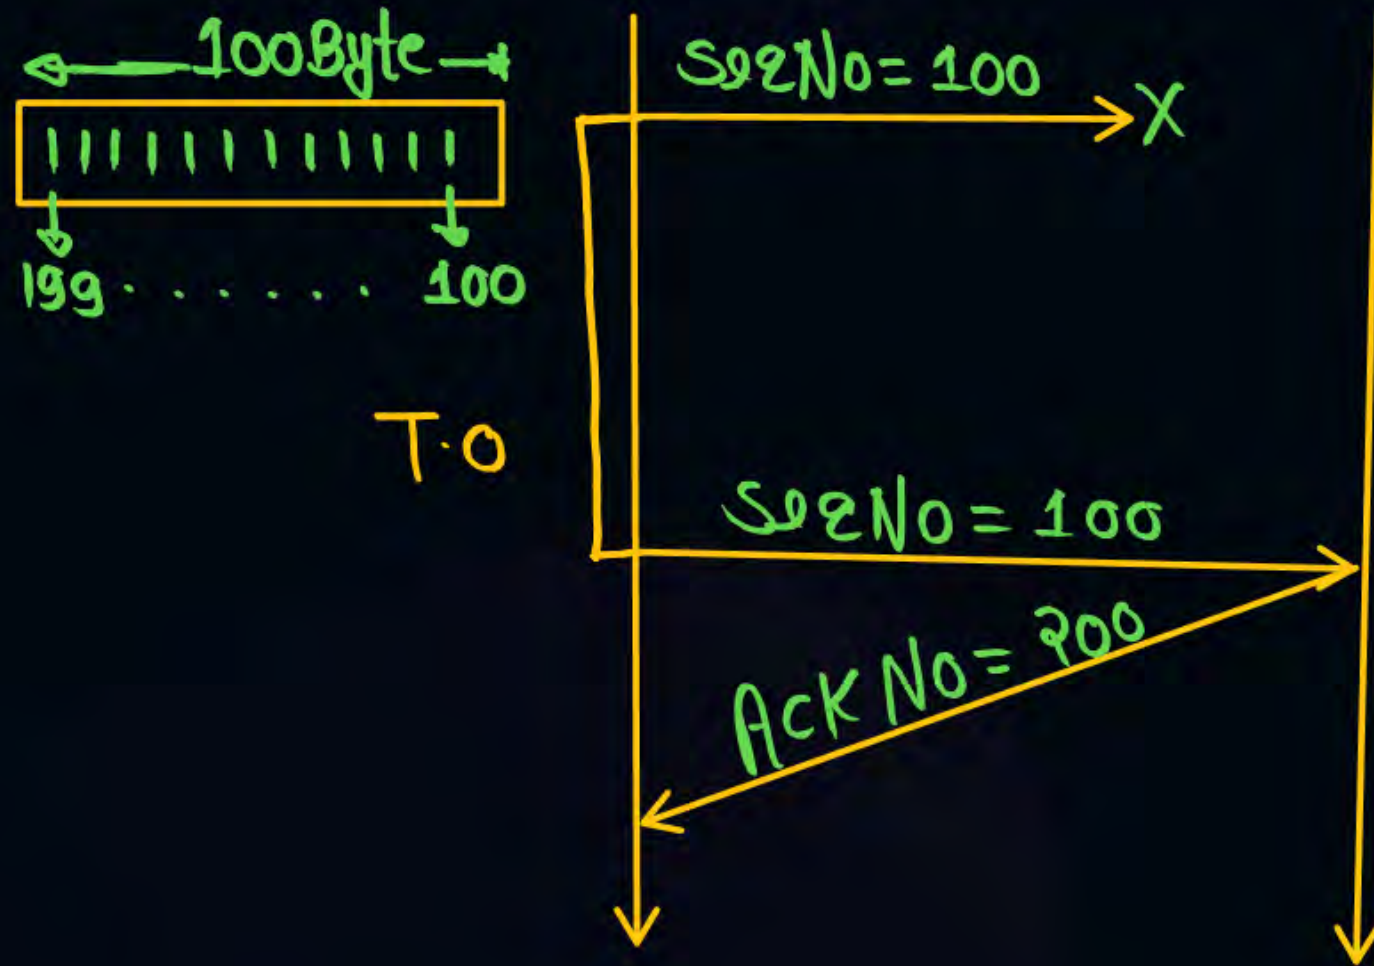 100Byte
SeqNo = 100
X
199 . . . . . . . 100
T.O
SeqNo = 100
Ack No = 200